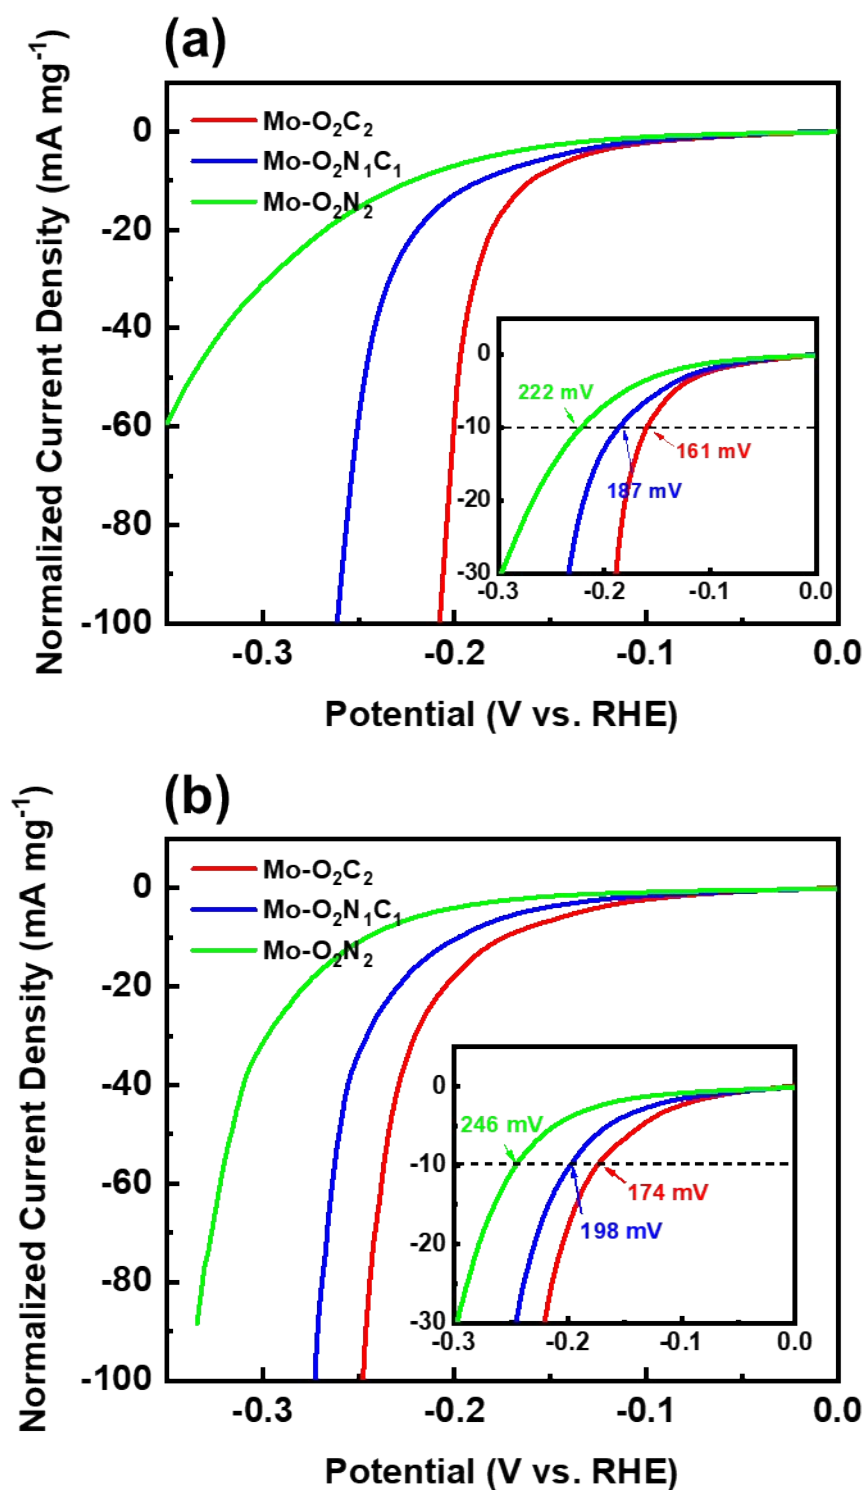 (a)
Normalized Current Density (mA mg⁻¹)
Mo-O₂C₂
Mo-O₂N₁C₁
Mo-O₂N₂
0
-20
-40
-60
-80
-100
-0.3 -0.2 -0.1 0.0
Potential (V vs. RHE)
0
-10
-20
-30
-0.3 -0.2 -0.1 0.0
222 mV
161 mV
187 mV
(b)
Normalized Current Density (mA mg⁻¹)
Mo-O₂C₂
Mo-O₂N₁C₁
Mo-O₂N₂
0
-20
-40
-60
-80
-100
-0.3 -0.2 -0.1 0.0
Potential (V vs. RHE)
0
-10
-20
-30
-0.3 -0.2 -0.1 0.0
246 mV
174 mV
198 mV